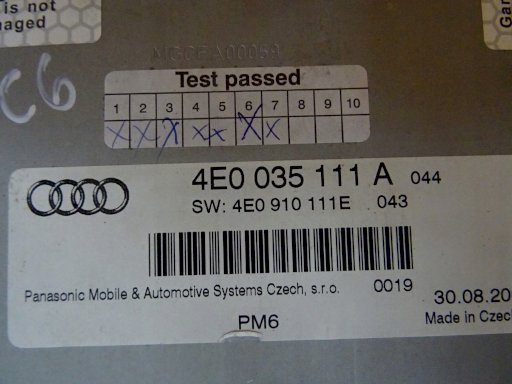 is not
C6
Test passed
1 2 3 4 5 6 7 8 9 10
X X X X X X X
4E0 035 111 A 044
SW: 4E0 910 111E 043
Panasonic Mobile & Automotive Systems Czech, s.r.o. 0019
30.08.20
PM6 Made in Czec